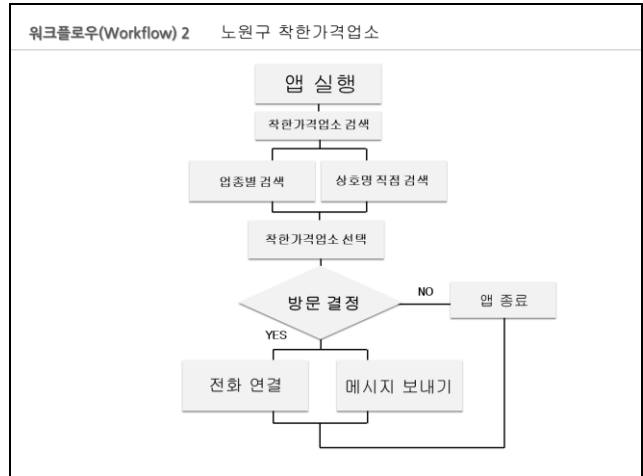 워크플로우(Workflow) 2 노원구 착한가격업소
앱 실행
착한가격업소 검색
업종별 검색 상호명 직접 검색
착한가격업소 선택
방문 결정 NO 앱 종료
YES
전화 연결 메시지 보내기